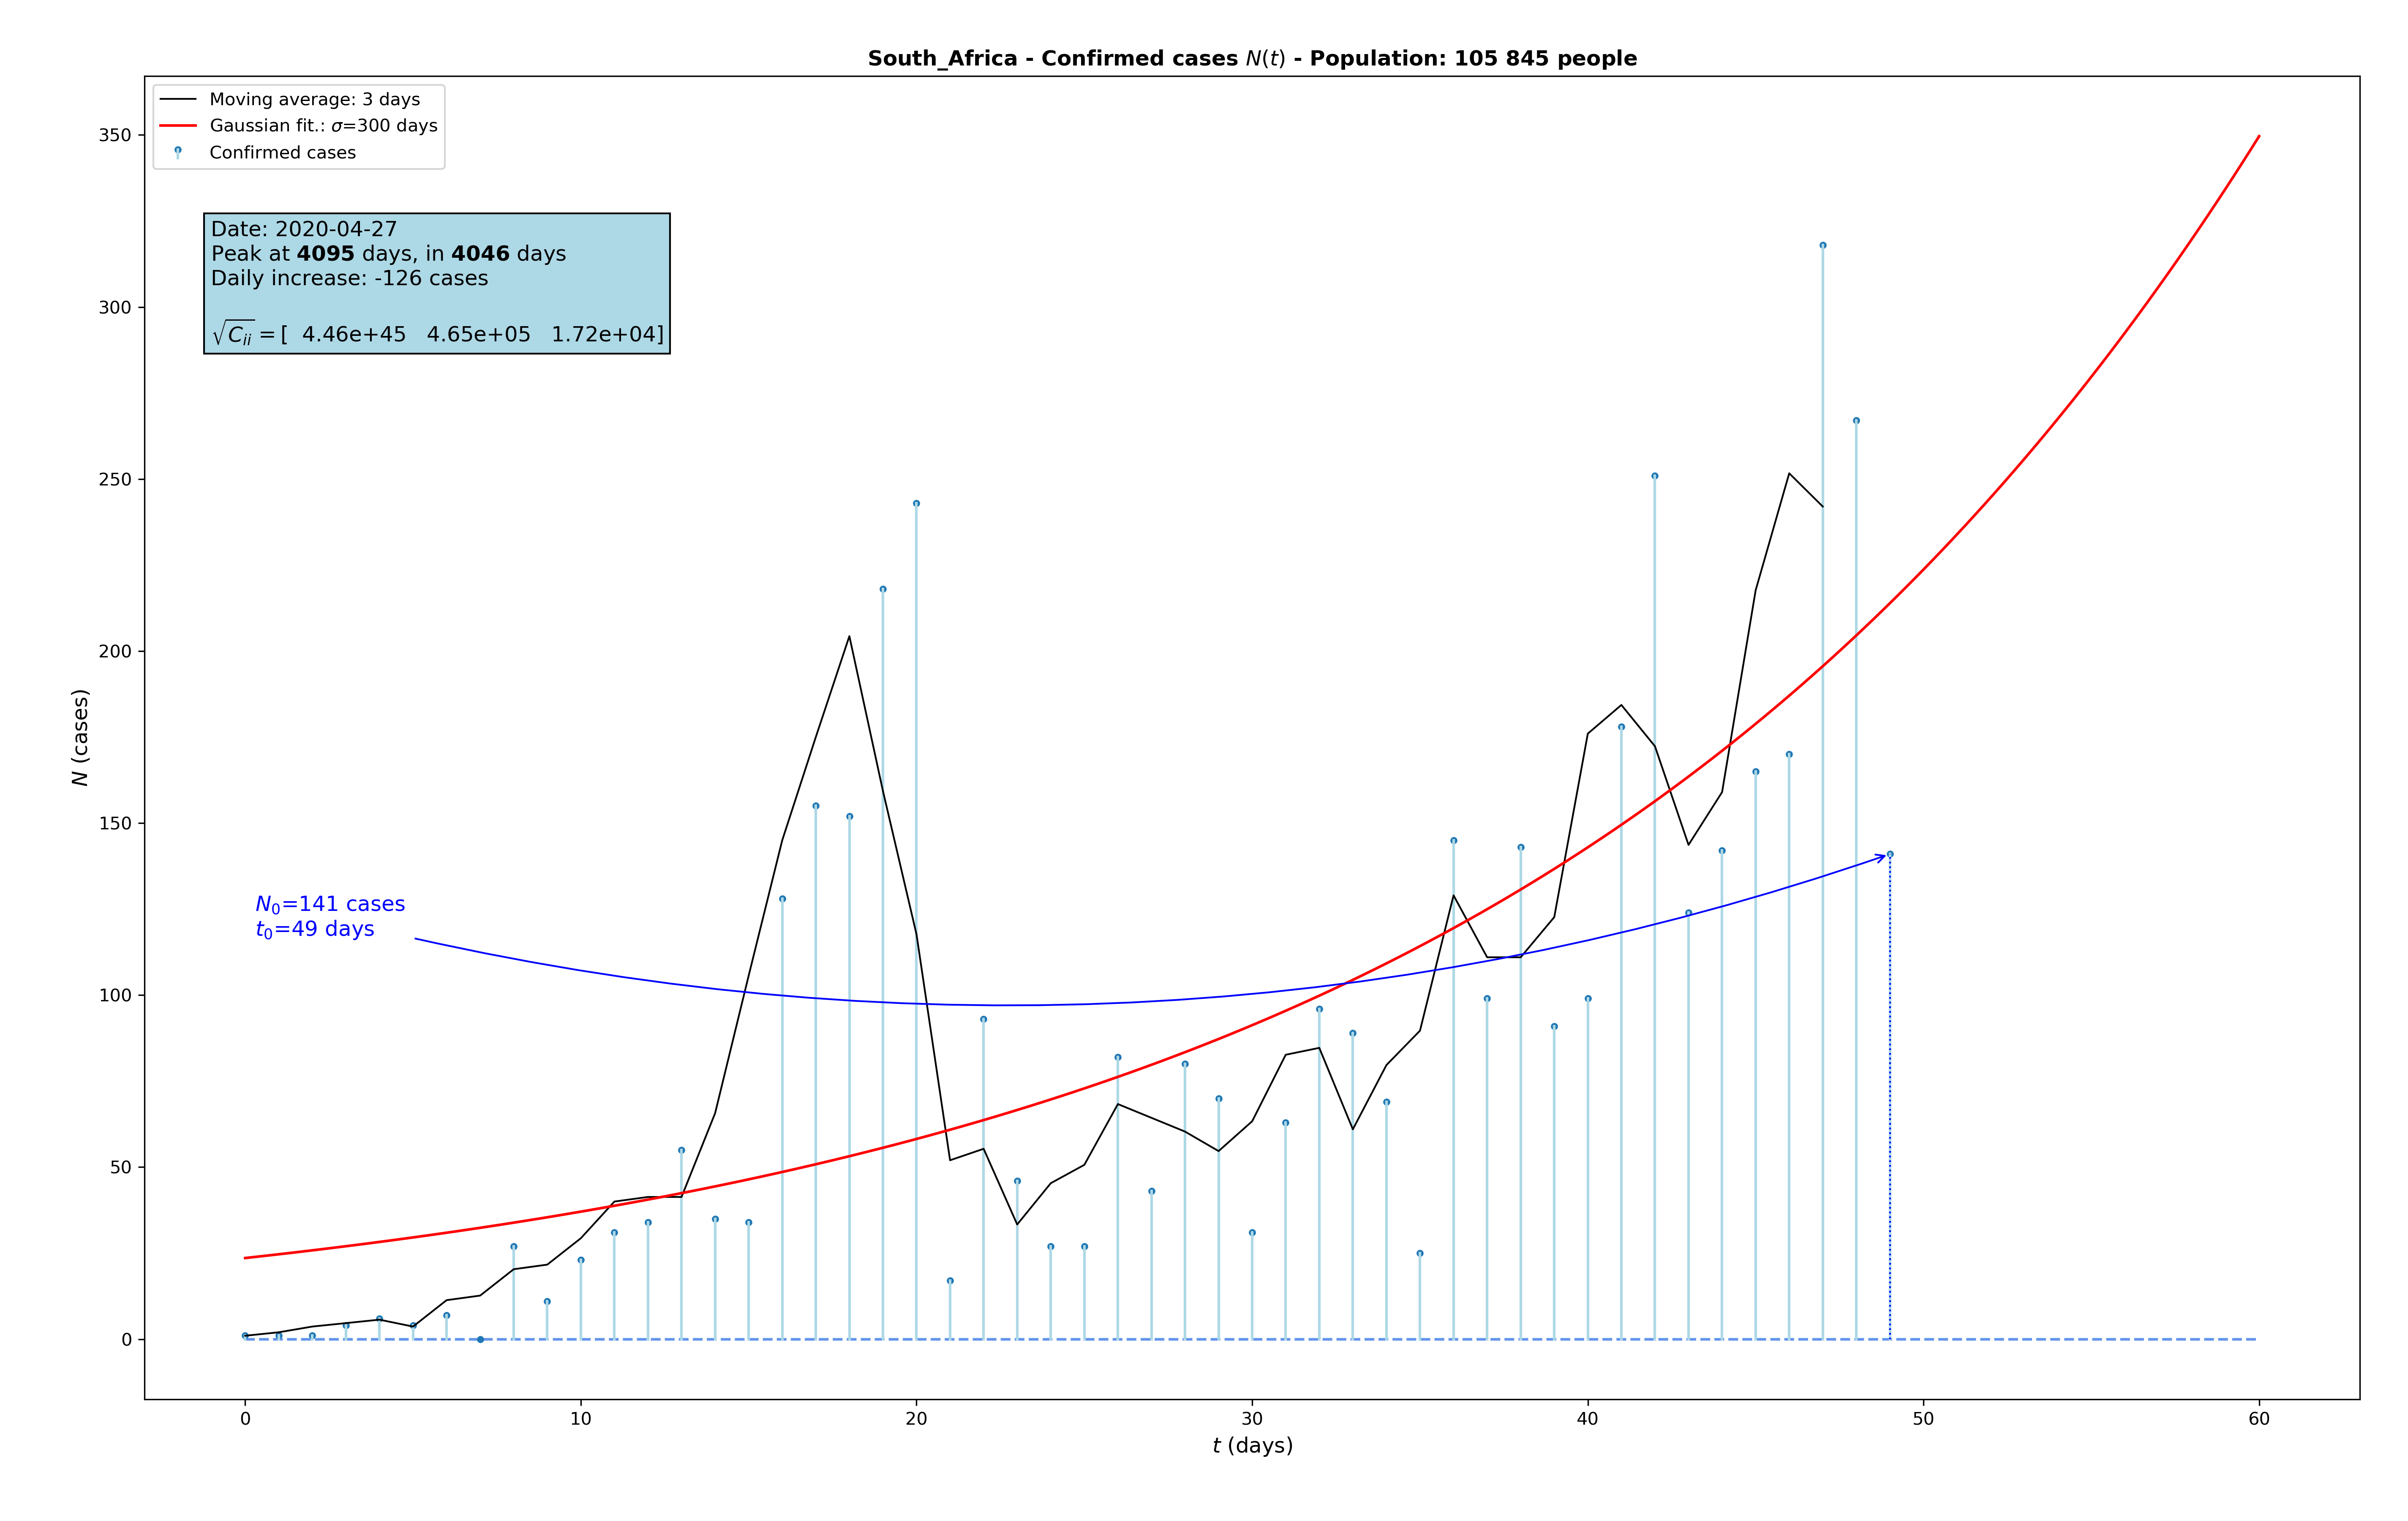 South_Africa - Confirmed cases N(t) - Population: 105 845 people
Moving average: 3 days
Gaussian fit.: σ=300 days
Confirmed cases
Date: 2020-04-27
Peak at 4095 days, in 4046 days
Daily increase: -126 cases
√Cᵢᵢ = [ 4.46e+45 4.65e+05 1.72e+04]
N₀=141 cases
t₀=49 days
N (cases)
350
300
250
200
150
100
50
0
0 10 20 30 40 50 60
t (days)